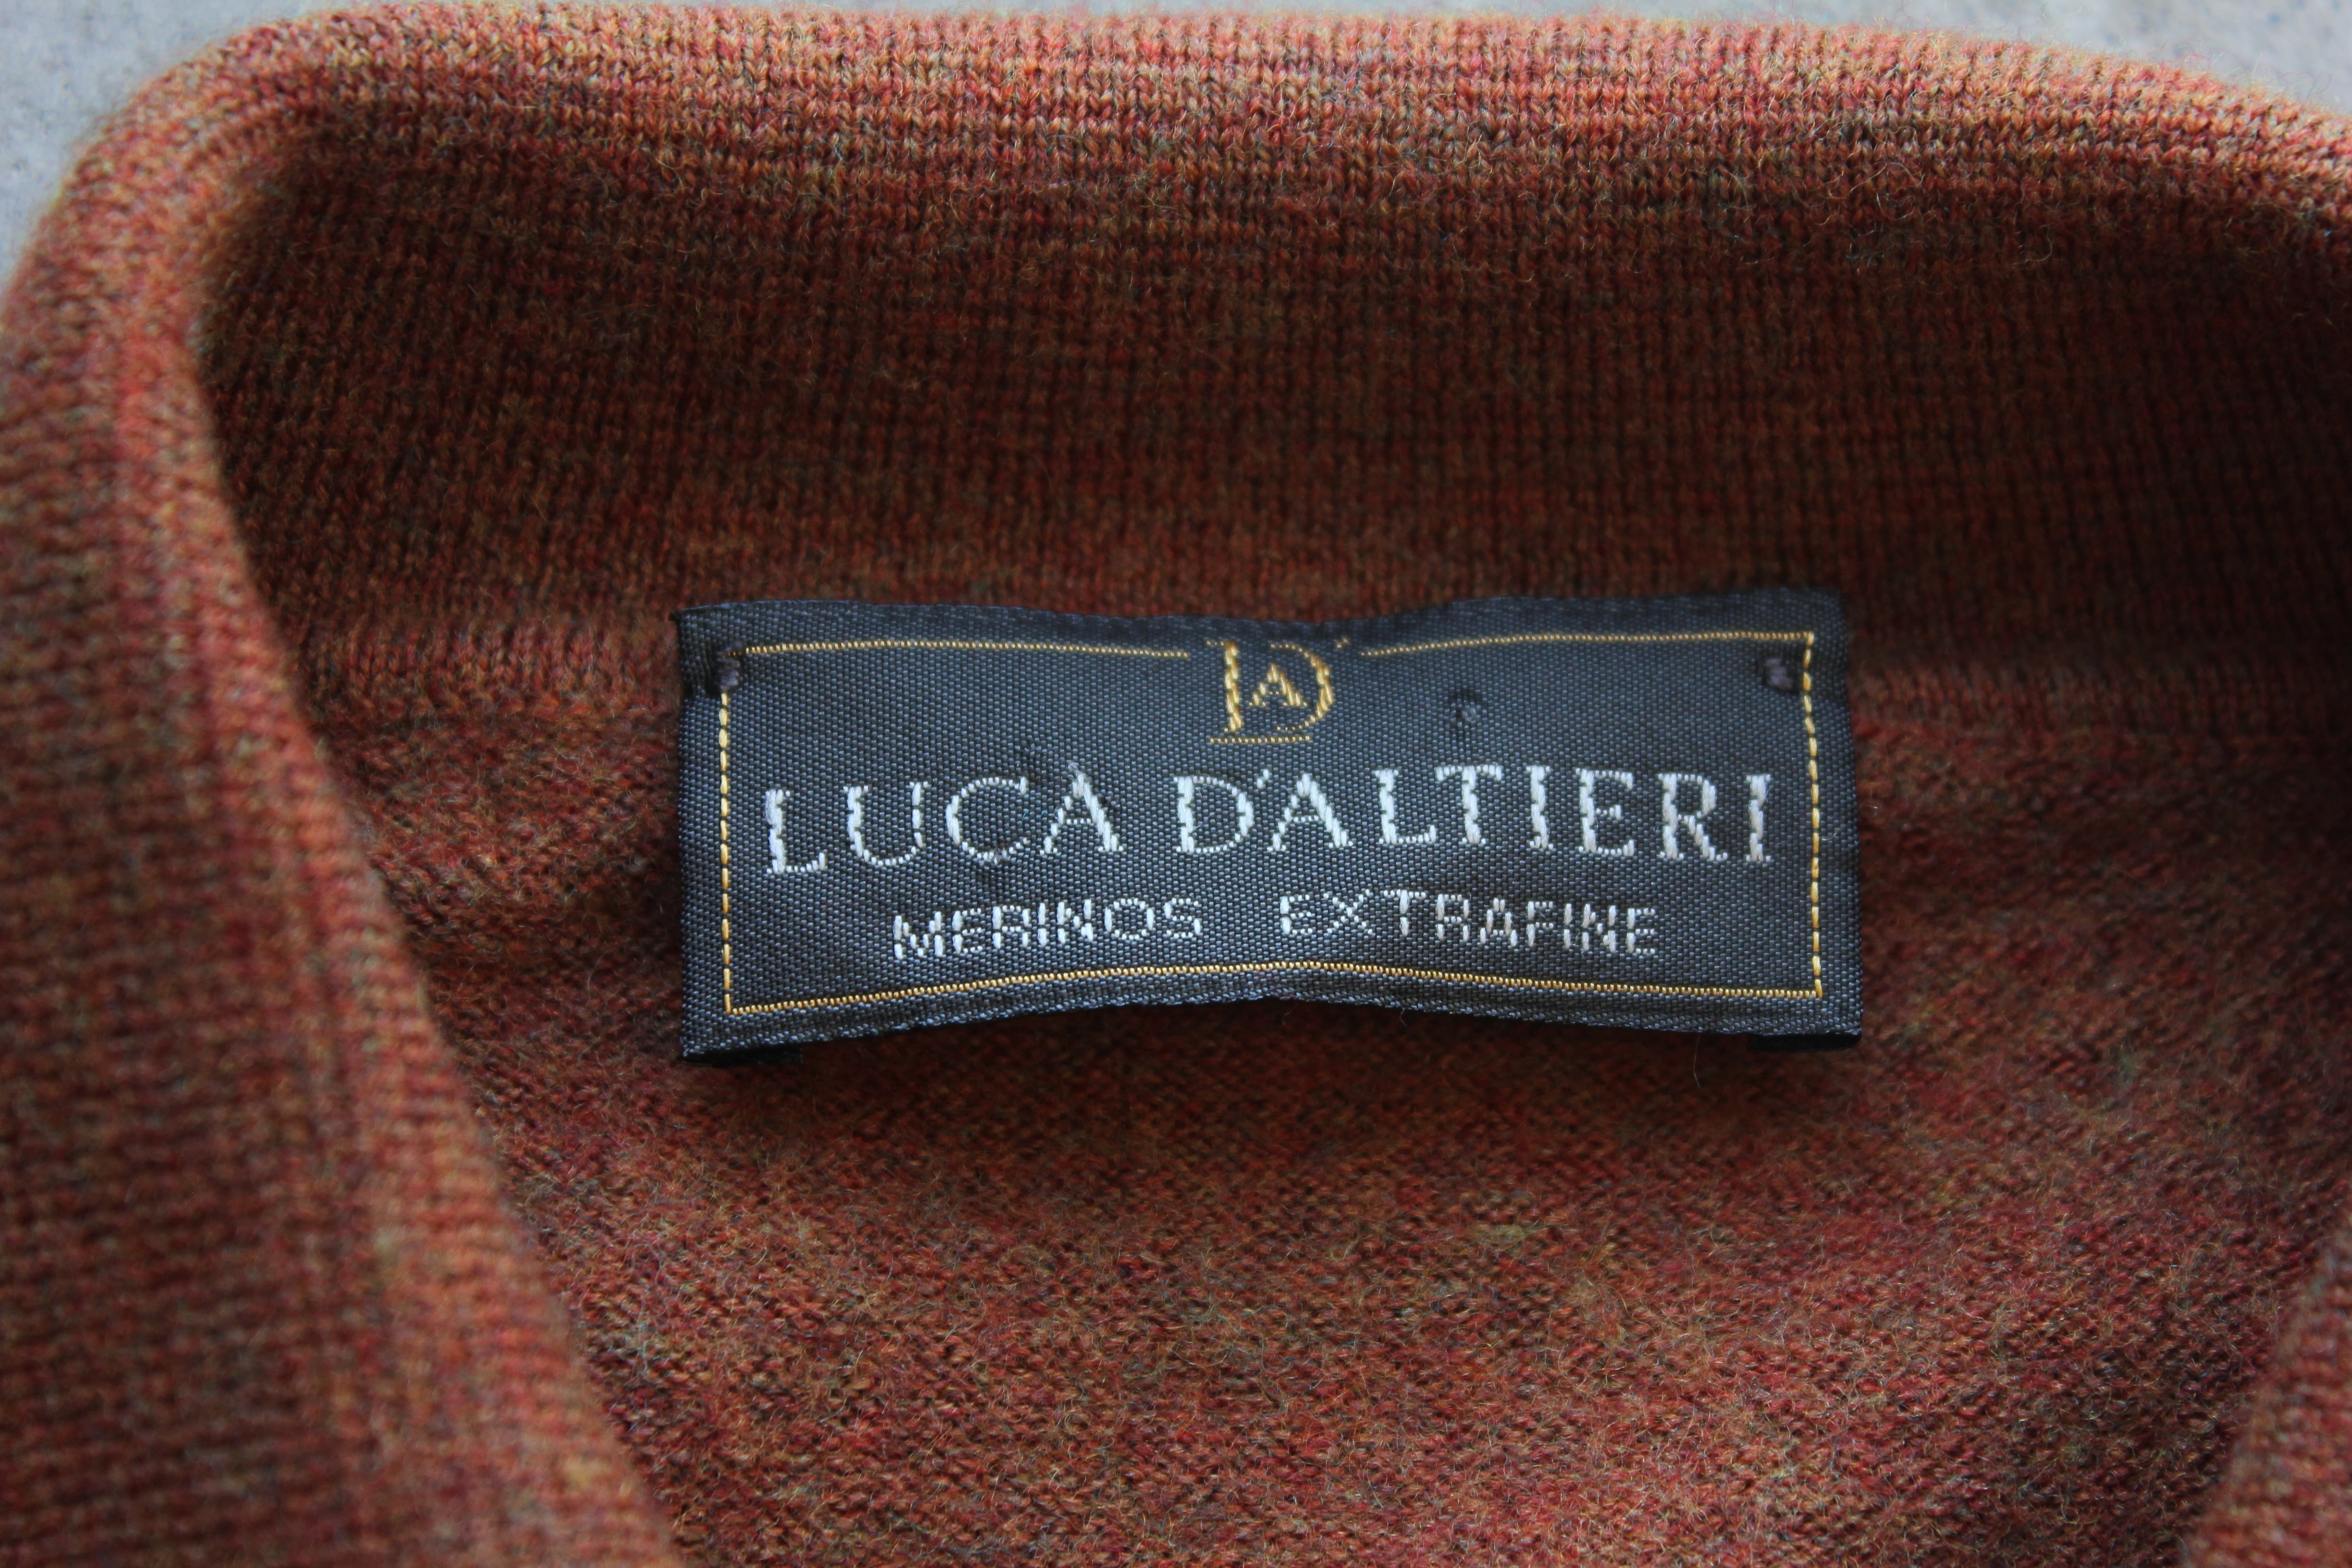 D'A
LUCA D'ALTIERI
MERINOS EXTRAFINE